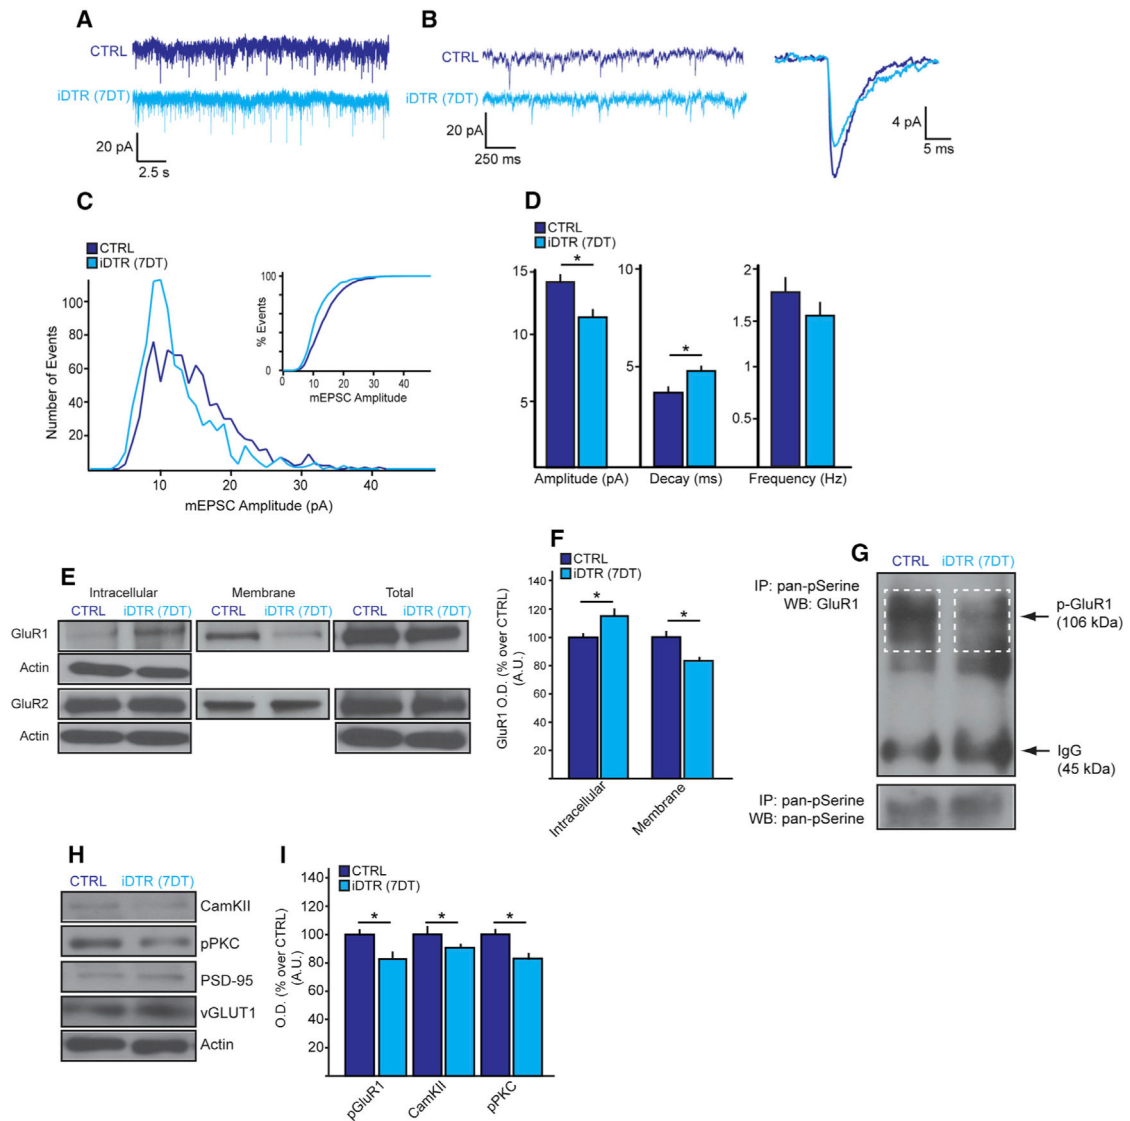 A
B
CTRL
CTRL
iDTR (7DT)
iDTR (7DT)
20 pA
2.5 s
20 pA
250 ms
4 pA
5 ms
C
D
CTRL
iDTR (7DT)
CTRL
iDTR (7DT)
Number of Events
100
80
60
40
20
10
20
30
40
mEPSC Amplitude (pA)
% Events
100
0
0
10
20
30
40
mEPSC Amplitude
15
10
5
*
Amplitude (pA)
10
5
*
Decay (ms)
2
1.5
1
0.5
Frequency (Hz)
E
Intracellular
Membrane
Total
CTRL
iDTR (7DT)
CTRL
iDTR (7DT)
CTRL
iDTR (7DT)
GluR1
Actin
GluR2
Actin
F
CTRL
iDTR (7DT)
GluR1 O.D. (% over CTRL)
(A.U.)
140
120
100
80
60
40
20
*
*
Intracellular
Membrane
G
CTRL
iDTR (7DT)
IP: pan-pSerine
WB: GluR1
p-GluR1
(106 kDa)
IgG
(45 kDa)
IP: pan-pSerine
WB: pan-pSerine
H
CTRL
iDTR (7DT)
CamKII
pPKC
PSD-95
vGLUT1
Actin
I
CTRL
iDTR (7DT)
O.D. (% over CTRL)
(A.U.)
140
120
100
80
60
40
20
*
*
*
pGluR1
CamKII
pPKC